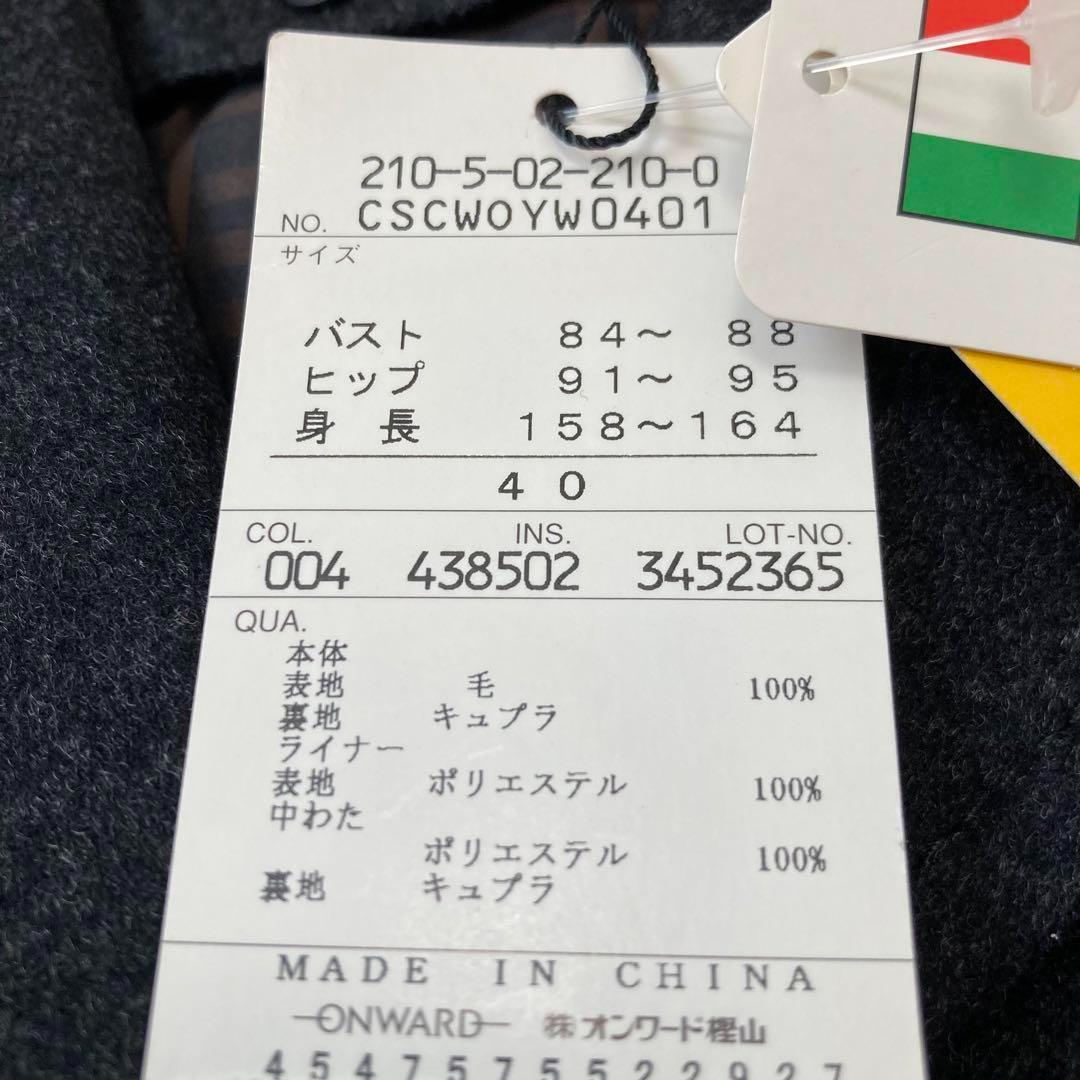 210-5-02-210-0
NO. CSCWOYW0401
サイズ
バスト 84～ 88
ヒップ 91～ 95
身 長 158～164
40
COL. INS. LOT-NO.
004 438502 3452365
QUA.
本体
表地 毛 100%
裏地 キュプラ
ライナー
表地 ポリエステル 100%
中わた
ポリエステル 100%
裏地 キュプラ
MADE IN CHINA
ONWARD ㈱オンワード樫山
4547575522927